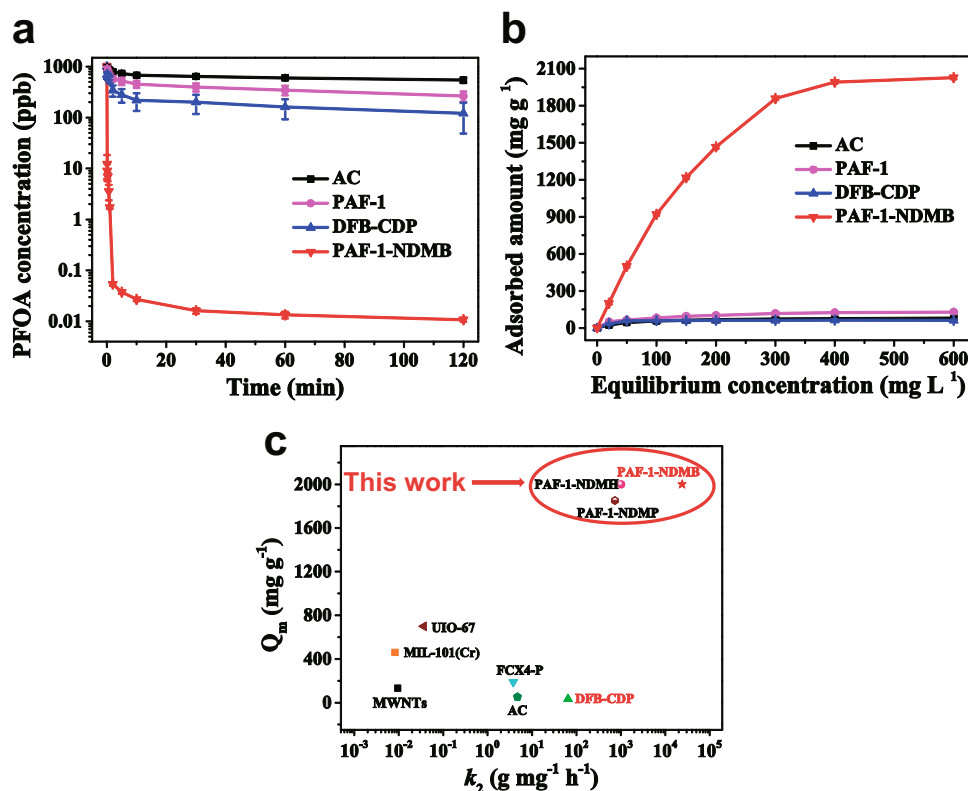 a
PFOA concentration (ppb)
1000
100
10
1
0.1
0.01
AC
PAF-1
DFB-CDP
PAF-1-NDMB
0 20 40 60 80 100 120
Time (min)
b
Adsorbed amount (mg g⁻¹)
2100
1800
1500
1200
900
600
300
0
AC
PAF-1
DFB-CDP
PAF-1-NDMB
0 100 200 300 400 500 600
Equilibrium concentration (mg L ¹)
c
This work
PAF-1-NDMB
PAF-1-NDMH
PAF-1-NDMP
Qₘ (mg g⁻¹)
2000
1600
1200
800
400
0
UIO-67
MIL-101(Cr)
MWNTs
FCX4-P
AC
DFB-CDP
10⁻³ 10⁻² 10⁻¹ 10⁰ 10¹ 10² 10³ 10⁴ 10⁵
k₂ (g mg⁻¹ h⁻¹)